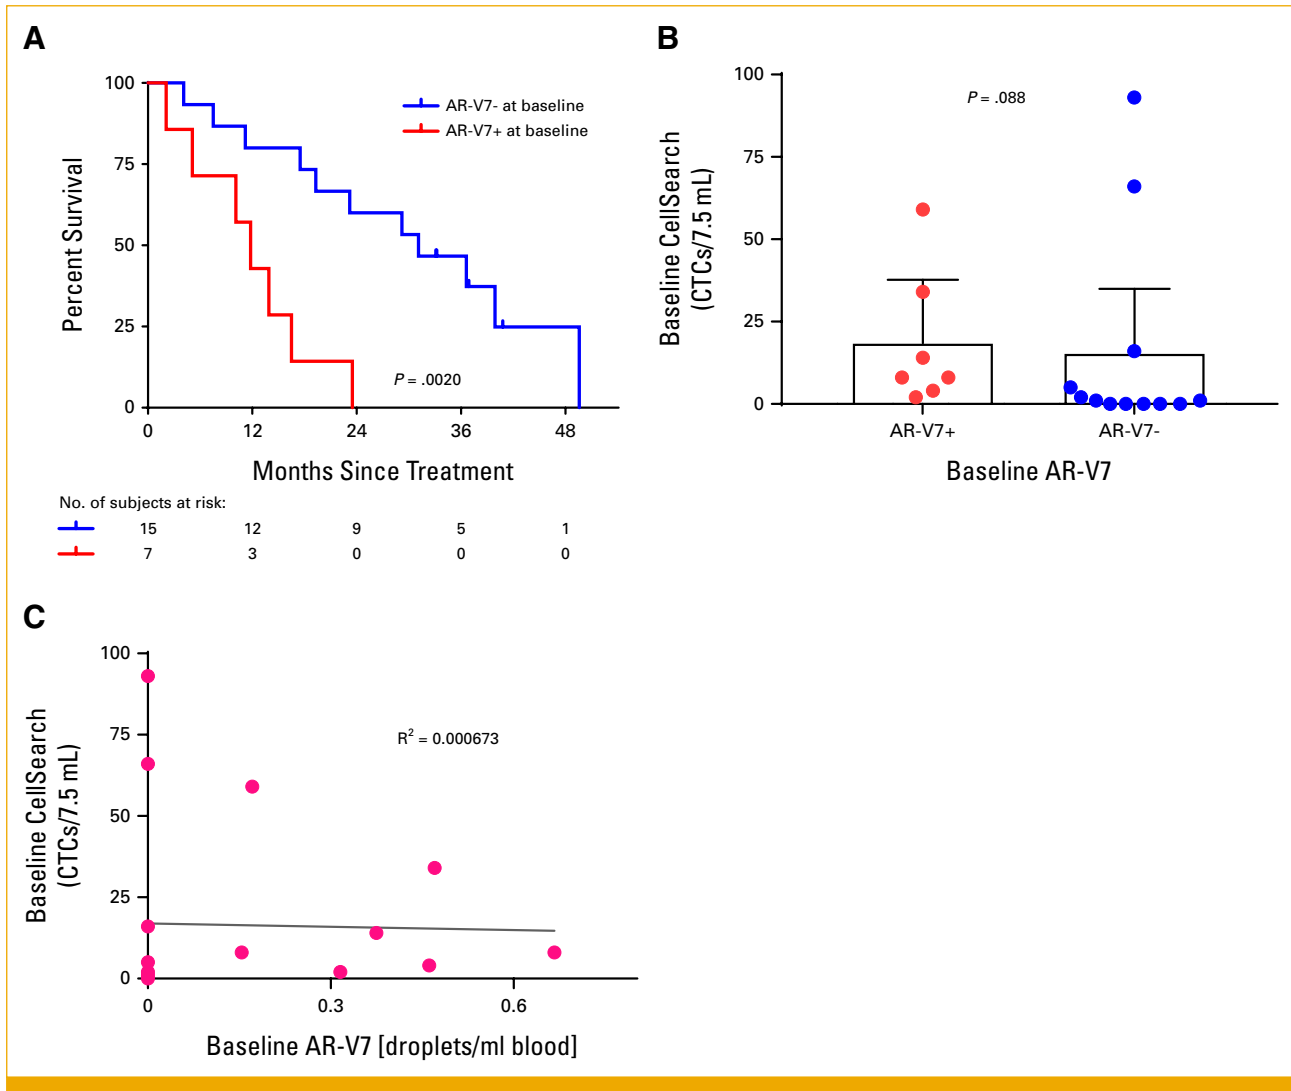 A
100
75
50
25
0
Percent Survival
AR-V7- at baseline
AR-V7+ at baseline
P = .0020
0 12 24 36 48
Months Since Treatment
No. of subjects at risk:
15 12 9 5 1
7 3 0 0 0
B
100
75
50
25
0
Baseline CellSearch
(CTCs/7.5 mL)
P = .088
AR-V7+ AR-V7-
Baseline AR-V7
C
100
75
50
25
0
Baseline CellSearch
(CTCs/7.5 mL)
R² = 0.000673
0 0.3 0.6
Baseline AR-V7 [droplets/ml blood]